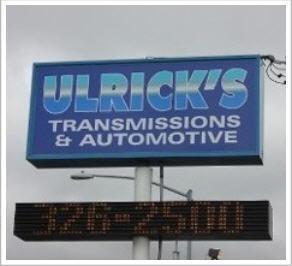 ULRICK'S
TRANSMISSIONS
& AUTOMOTIVE
326-2500